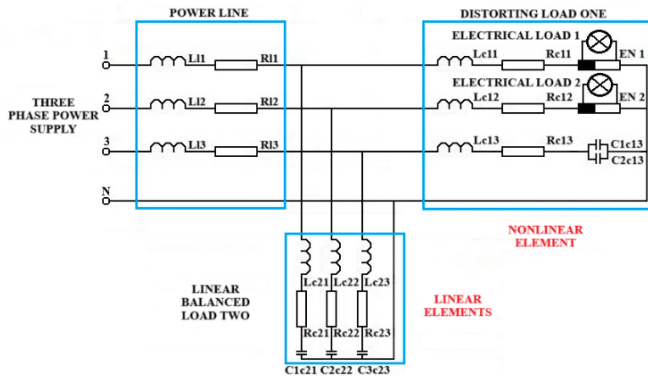 POWER LINE
DISTORTING LOAD ONE
ELECTRICAL LOAD 1
1 Ll1 Rl1 Lc11 Rc11 EN 1
ELECTRICAL LOAD 2
THREE
PHASE POWER
SUPPLY
2 Ll2 Rl2 Lc12 Rc12 EN 2
3 Ll3 Rl3 Lc13 Rc13 C1c13
C2c13
N
NONLINEAR
ELEMENT
LINEAR
BALANCED
LOAD TWO
Lc21 Lc22 Lc23
LINEAR
ELEMENTS
Rc21 Rc22 Rc23
C1c21 C2c22 C3c23